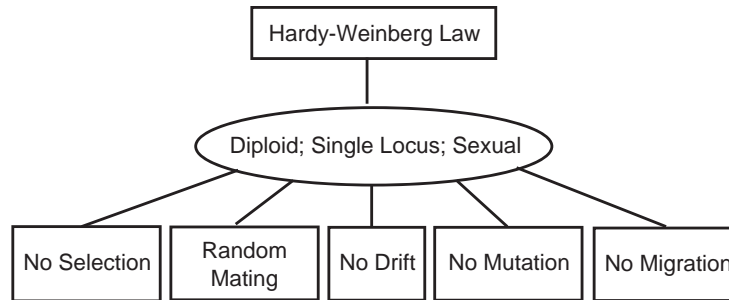 Hardy-Weinberg Law
Diploid; Single Locus; Sexual
No Selection
Random
Mating
No Drift
No Mutation
No Migration